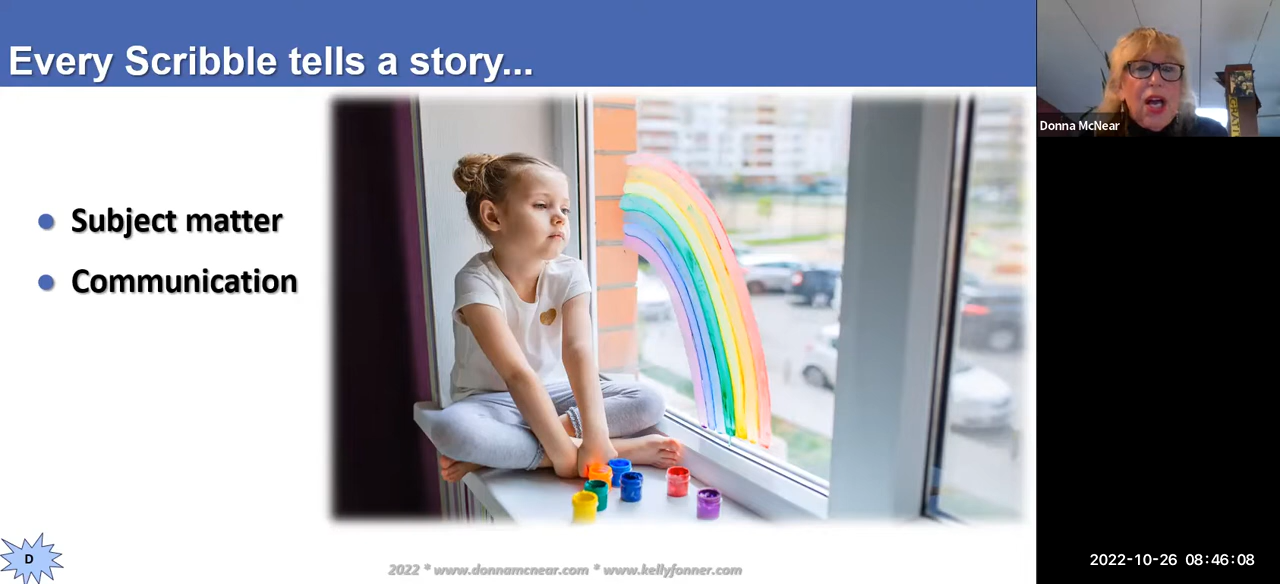 Every Scribble tells a story...
Donna McNear
Subject matter
Communication
D
2022 * www.donnamcnear.com * www.kellyfonner.com
2022-10-26 08:46:08